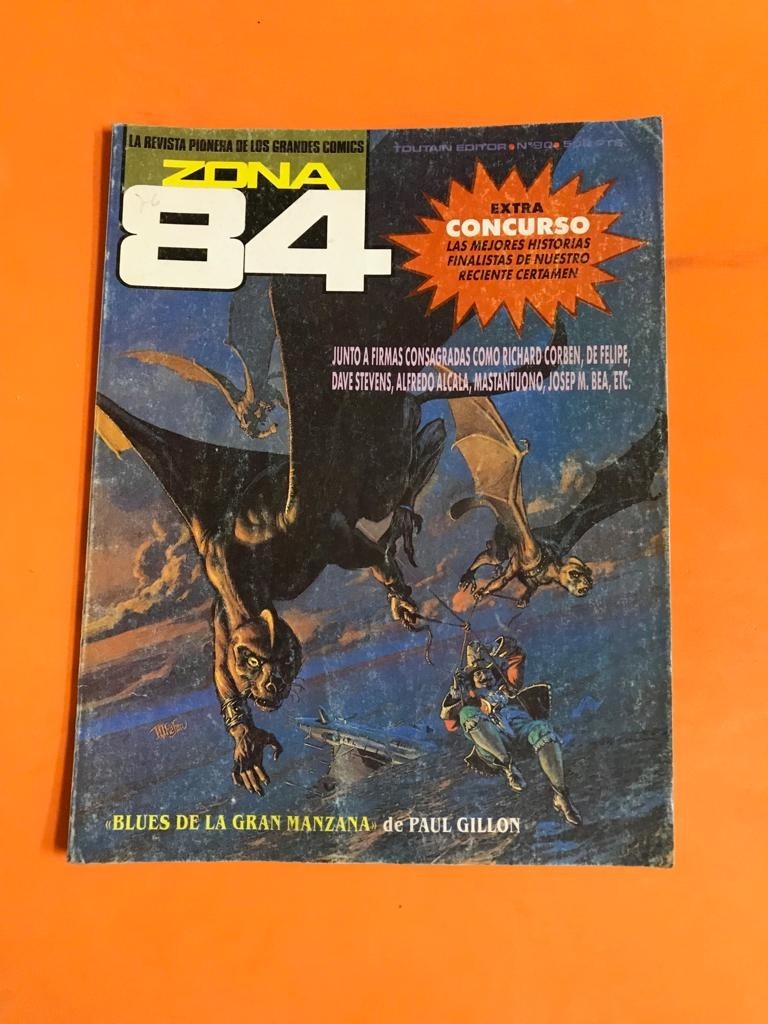 LA REVISTA PIONERA DE LOS GRANDES COMICS
TOUTAIN EDITOR • Nº90 • PTS
ZONA
84
EXTRA
CONCURSO
LAS MEJORES HISTORIAS
FINALISTAS DE NUESTRO
RECIENTE CERTAMEN
JUNTO A FIRMAS CONSAGRADAS COMO RICHARD CORBEN, DE FELIPE,
DAVE STEVENS, ALFREDO ALCALA, MASTANTUONO, JOSEP M. BEA, ETC.
«BLUES DE LA GRAN MANZANA» de PAUL GILLON